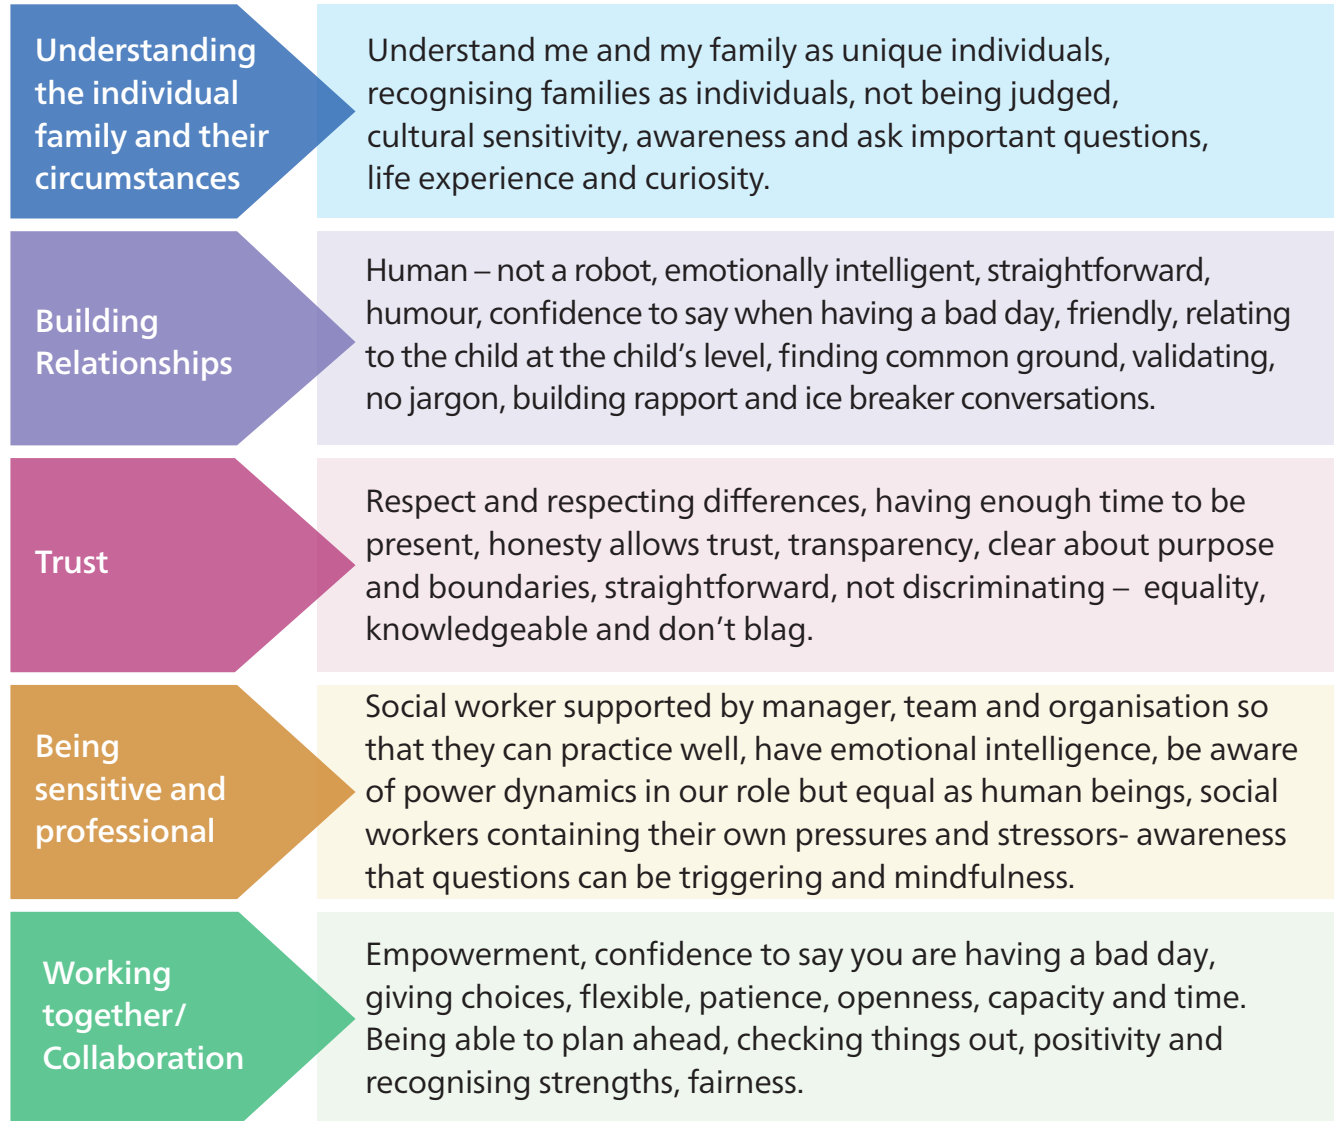 Understanding
the individual
family and their
circumstances
Understand me and my family as unique individuals,
recognising families as individuals, not being judged,
cultural sensitivity, awareness and ask important questions,
life experience and curiosity.
Building
Relationships
Human – not a robot, emotionally intelligent, straightforward,
humour, confidence to say when having a bad day, friendly, relating
to the child at the child’s level, finding common ground, validating,
no jargon, building rapport and ice breaker conversations.
Trust
Respect and respecting differences, having enough time to be
present, honesty allows trust, transparency, clear about purpose
and boundaries, straightforward, not discriminating –  equality,
knowledgeable and don’t blag.
Being
sensitive and
professional
Social worker supported by manager, team and organisation so
that they can practice well, have emotional intelligence, be aware
of power dynamics in our role but equal as human beings, social
workers containing their own pressures and stressors- awareness
that questions can be triggering and mindfulness.
Working
together/
Collaboration
Empowerment, confidence to say you are having a bad day,
giving choices, flexible, patience, openness, capacity and time.
Being able to plan ahead, checking things out, positivity and
recognising strengths, fairness.